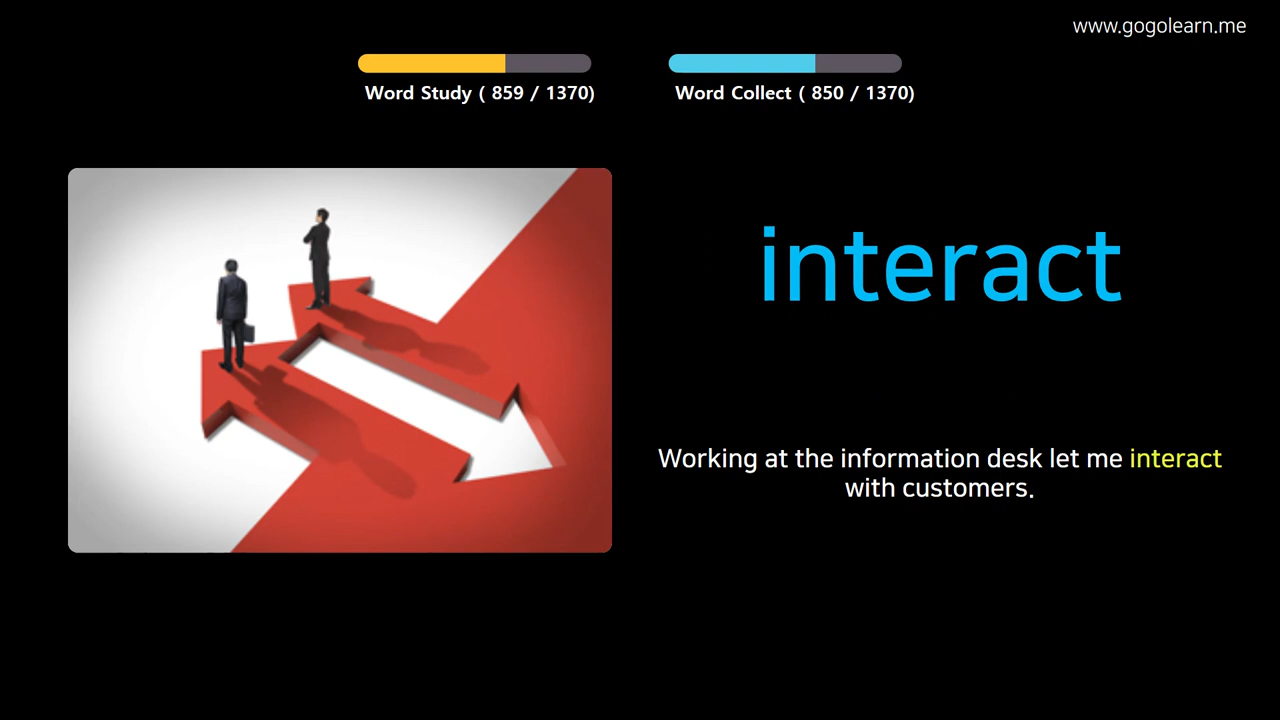 www.gogolearn.me
Word Study ( 859 / 1370)
Word Collect ( 850 / 1370)
interact
Working at the information desk let me interact
with customers.